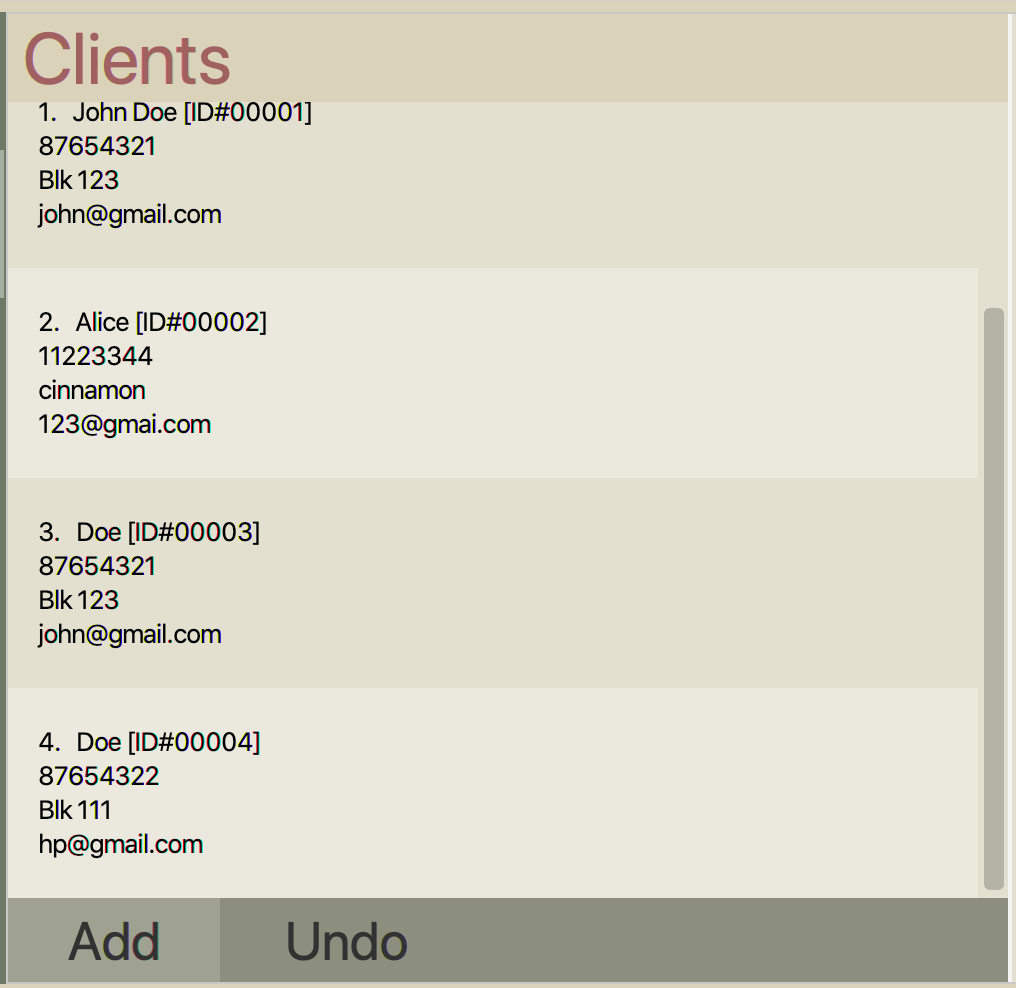 Clients
1. John Doe [ID#00001]
87654321
Blk 123
john@gmail.com
2. Alice [ID#00002]
11223344
cinnamon
123@gmai.com
3. Doe [ID#00003]
87654321
Blk 123
john@gmail.com
4. Doe [ID#00004]
87654322
Blk 111
hp@gmail.com
Add Undo